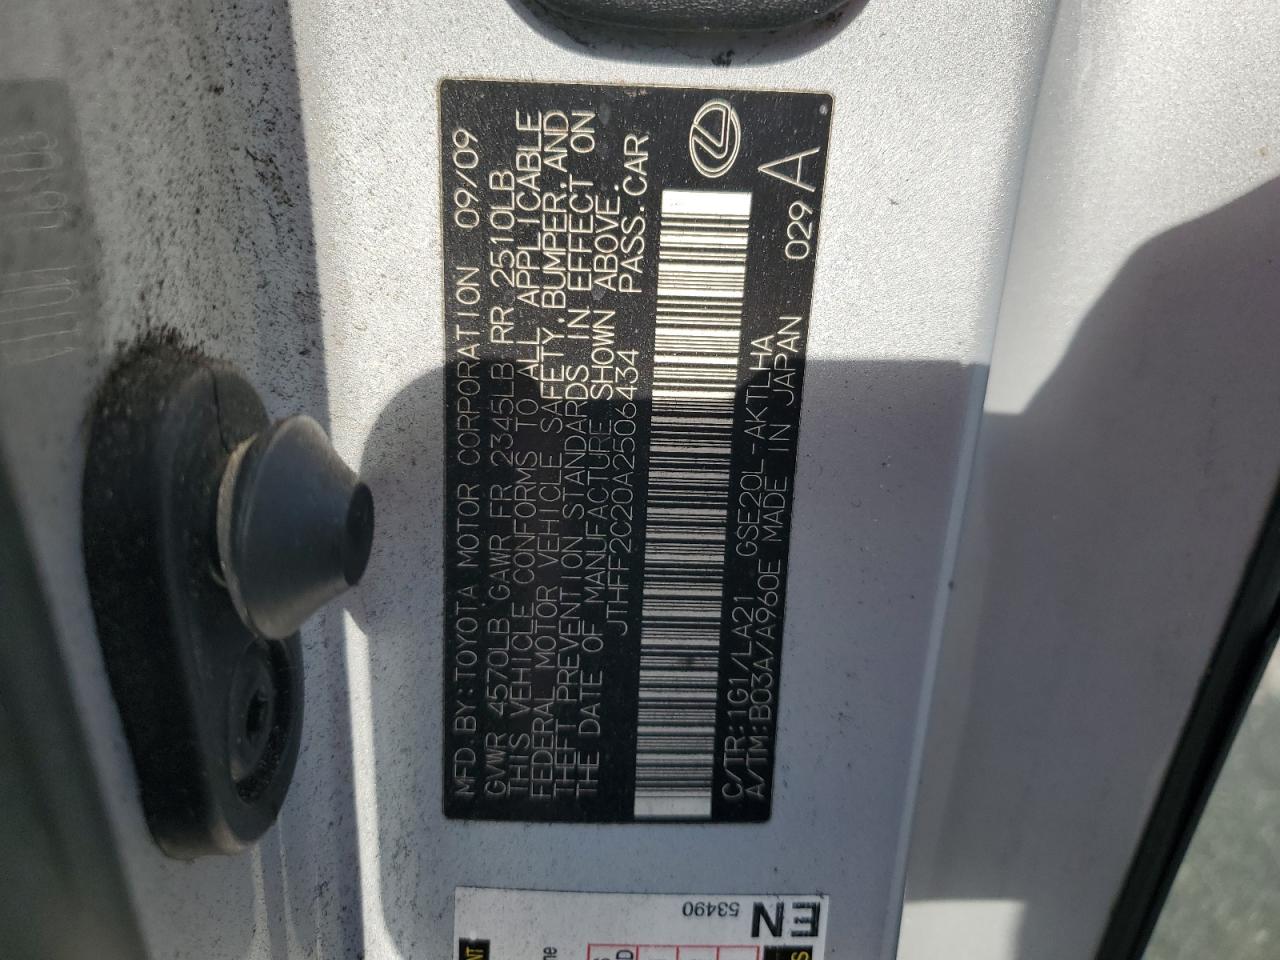 MFD. BY: TOYOTA MOTOR CORPORATION 09/09
GVWR 4570LB GAWR FR 2345LB RR 2510LB
THIS VEHICLE CONFORMS TO ALL APPLICABLE
FEDERAL MOTOR VEHICLE SAFETY, BUMPER, AND
THEFT PREVENTION STANDARDS IN EFFECT ON
THE DATE OF MANUFACTURE SHOWN ABOVE.
JTHFF2C20A2506434 PASS. CAR
C/TR:1G1/LA21 GSE20L-AKTLHA 029 A
A/TM:B03A/A960E MADE IN JAPAN
53490
EN